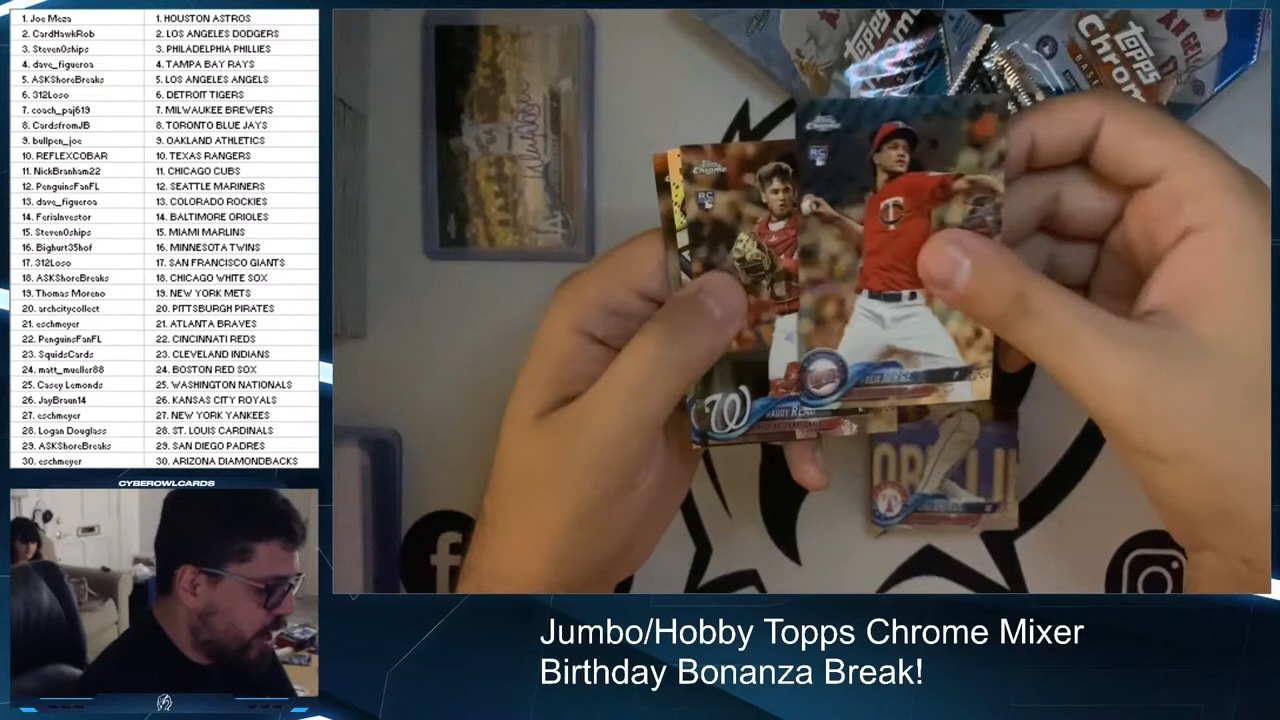 1. Joe Meza 1. HOUSTON ASTROS
2. CardHawkRob 2. LOS ANGELES DODGERS
3. Steven0ships 3. PHILADELPHIA PHILLIES
4. dave_figueroa 4. TAMPA BAY RAYS
5. ASKShoreBreaks 5. LOS ANGELES ANGELS
6. 312Loso 6. DETROIT TIGERS
7. coach_paj619 7. MILWAUKEE BREWERS
8. CardsfromJB 8. TORONTO BLUE JAYS
9. bullpen_joe 9. OAKLAND ATHLETICS
10. REFLEXCOBAR 10. TEXAS RANGERS
11. NickBranham22 11. CHICAGO CUBS
12. PenguinsFanFL 12. SEATTLE MARINERS
13. dave_figueroa 13. COLORADO ROCKIES
14. FeriaInvestor 14. BALTIMORE ORIOLES
15. Steven0ships 15. MIAMI MARLINS
16. Bighurt35hof 16. MINNESOTA TWINS
17. 312Loso 17. SAN FRANCISCO GIANTS
18. ASKShoreBreaks 18. CHICAGO WHITE SOX
19. Thomas Moreno 19. NEW YORK METS
20. archcitycollect 20. PITTSBURGH PIRATES
21. eschmeyer 21. ATLANTA BRAVES
22. PenguinsFanFL 22. CINCINNATI REDS
23. SquidsCards 23. CLEVELAND INDIANS
24. matt_mueller88 24. BOSTON RED SOX
25. Casey Lemonds 25. WASHINGTON NATIONALS
26. JayBraun14 26. KANSAS CITY ROYALS
27. eschmeyer 27. NEW YORK YANKEES
28. Logan Douglass 28. ST. LOUIS CARDINALS
29. ASKShoreBreaks 29. SAN DIEGO PADRES
30. eschmeyer 30. ARIZONA DIAMONDBACKS
CYBEROWLCARDS
Topps
Chrome
Chrome
RC
Chrome
RC
W
Jumbo/Hobby Topps Chrome Mixer
Birthday Bonanza Break!